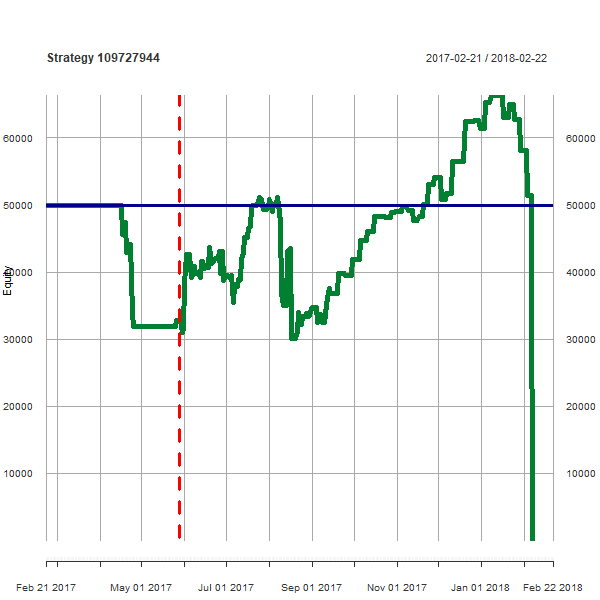 Strategy 109727944
2017-02-21 / 2018-02-22
60000
60000
50000
50000
Equity
40000
40000
30000
30000
20000
20000
10000
10000
Feb 21 2017
May 01 2017
Jul 01 2017
Sep 01 2017
Nov 01 2017
Jan 01 2018
Feb 22 2018